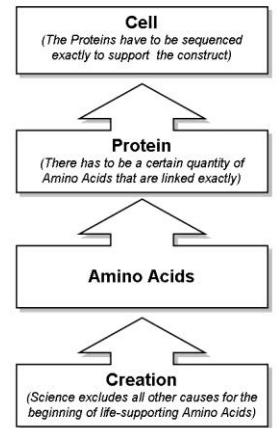 Cell
(The Proteins have to be sequenced
exactly to support the construct)
Protein
(There has to be a certain quantity of
Amino Acids that are linked exactly)
Amino Acids
Creation
(Science excludes all other causes for the
beginning of life-supporting Amino Acids)